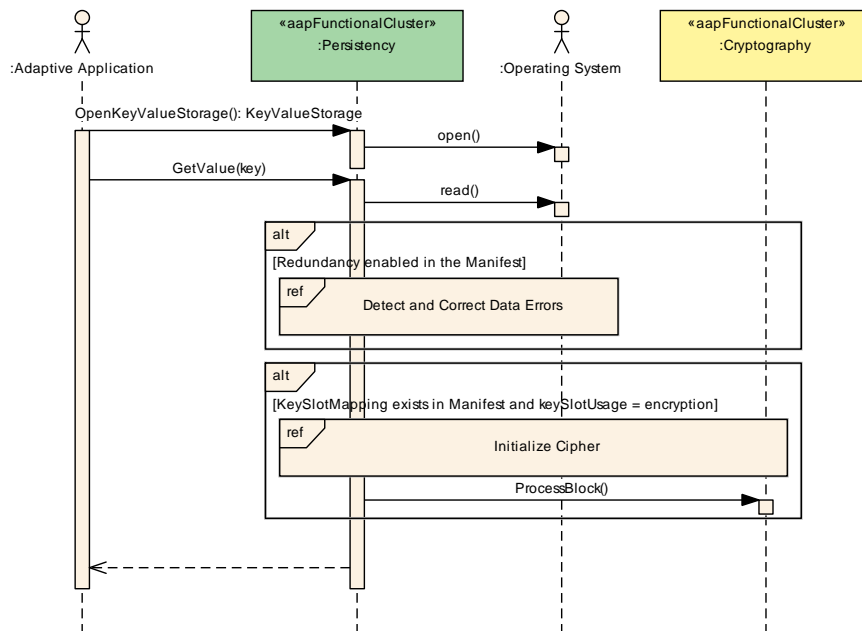 «aapFunctionalCluster»
:Persistency
«aapFunctionalCluster»
:Cryptography
:Adaptive Application
:Operating System
OpenKeyValueStorage(): KeyValueStorage
open()
GetValue(key)
read()
alt
[Redundancy enabled in the Manifest]
ref
Detect and Correct Data Errors
alt
[KeySlotMapping exists in Manifest and keySlotUsage = encryption]
ref
Initialize Cipher
ProcessBlock()